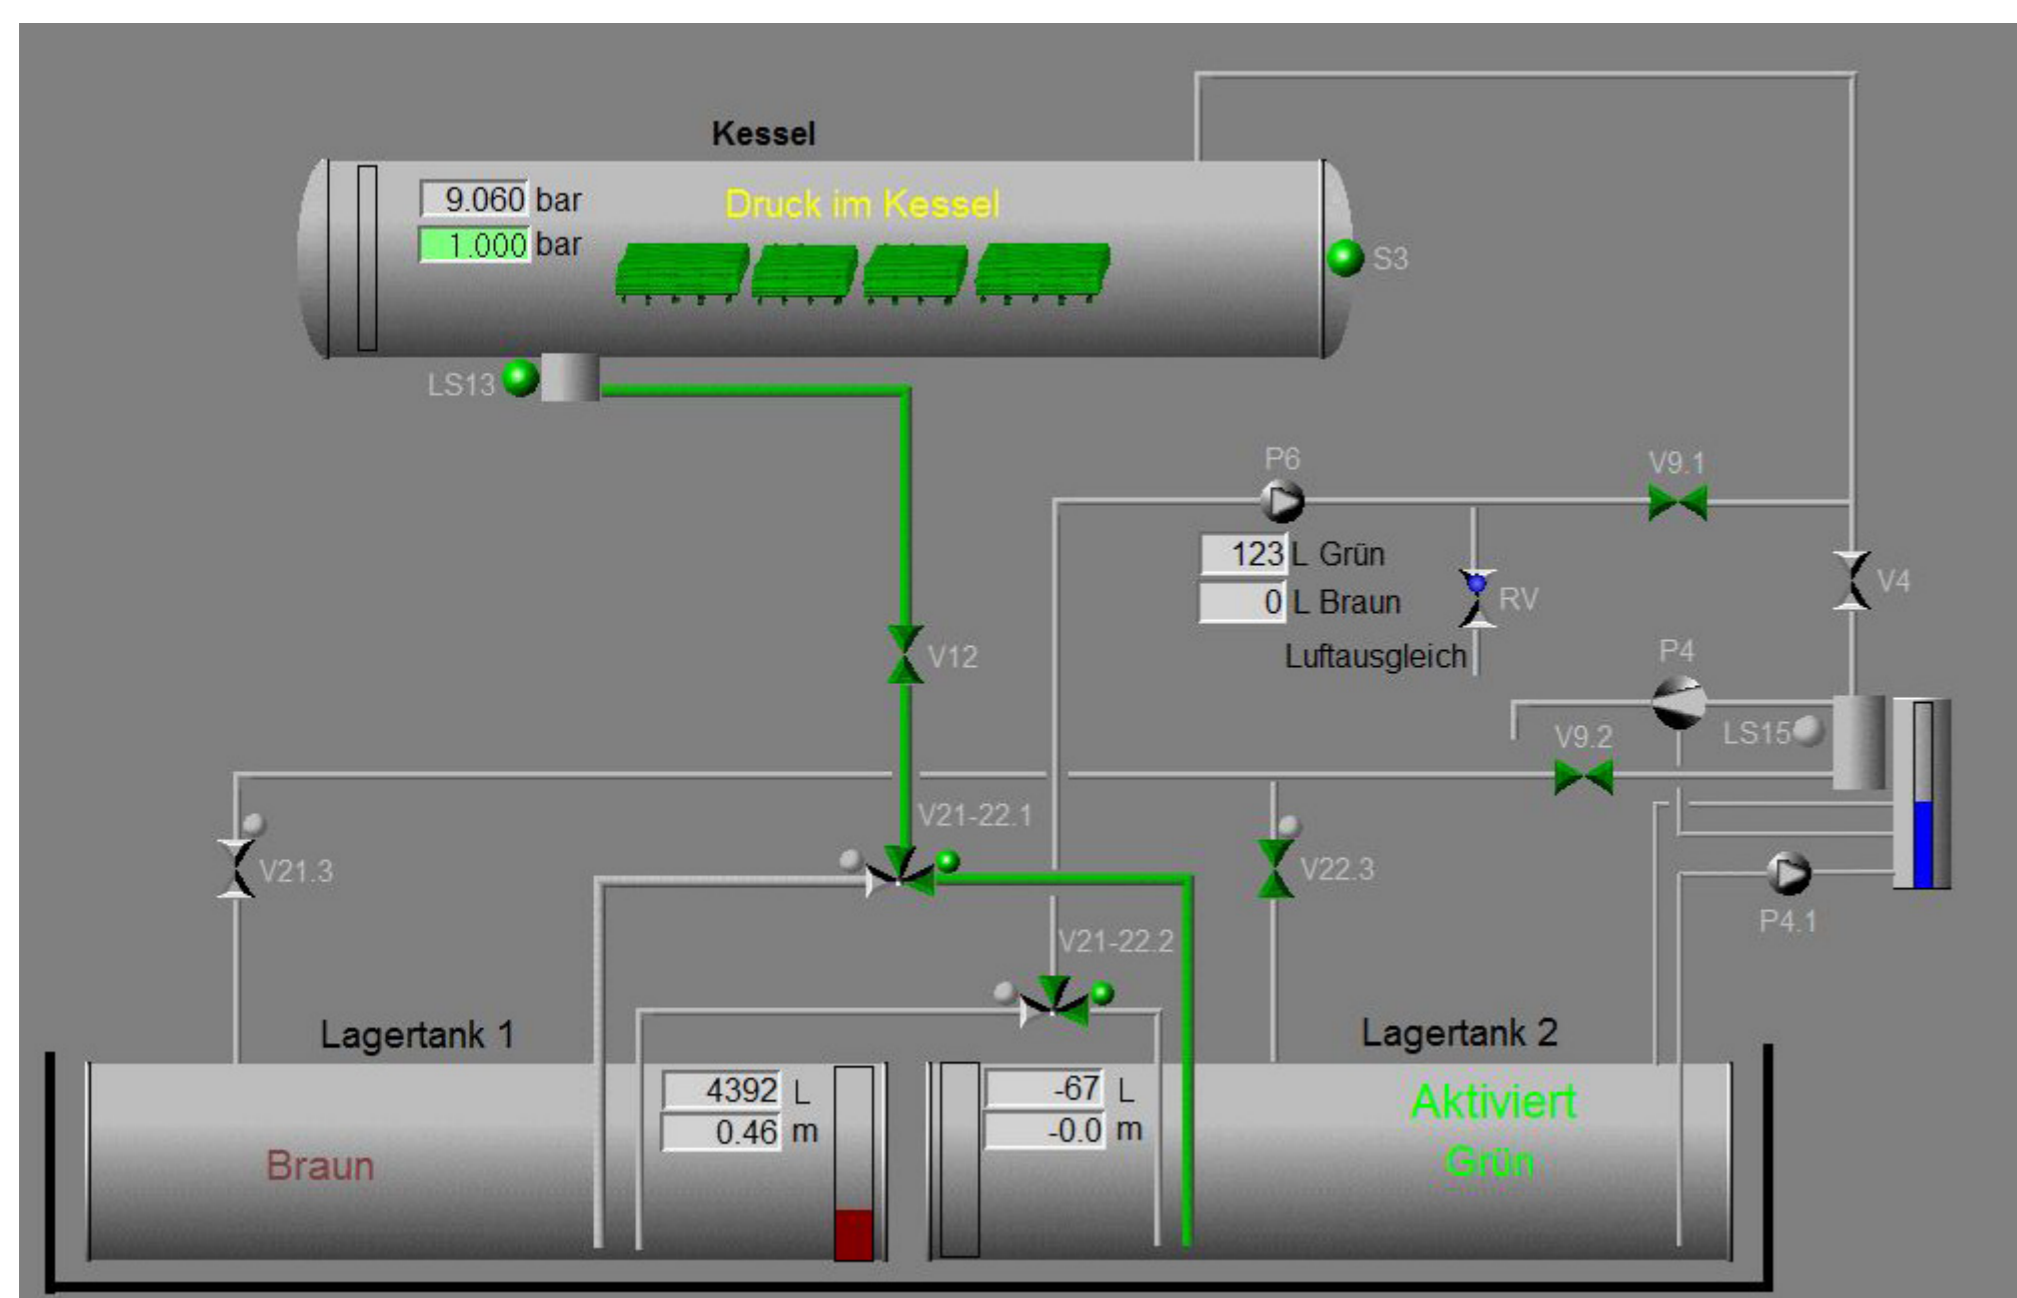 Kessel
9.060 bar
Druck im Kessel
1.000 bar
S3
LS13
P6
V9.1
123 L Grün
0 L Braun
RV
V4
Luftausgleich
V12
P4
LS15
V9.2
V21-22.1
V21.3
V22.3
P4.1
V21-22.2
Lagertank 1
Lagertank 2
4392 L
0.46 m
-67 L
-0.0 m
Aktiviert
Grün
Braun